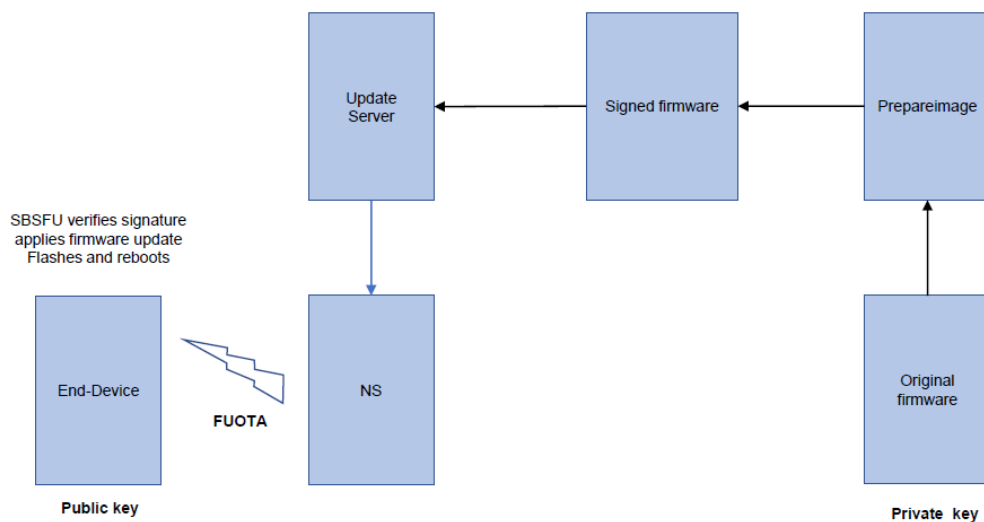 Update
Server
Signed firmware
Prepareimage
SBSFU verifies signature
applies firmware update
Flashes and reboots
End-Device
FUOTA
NS
Original
firmware
Public key
Private key